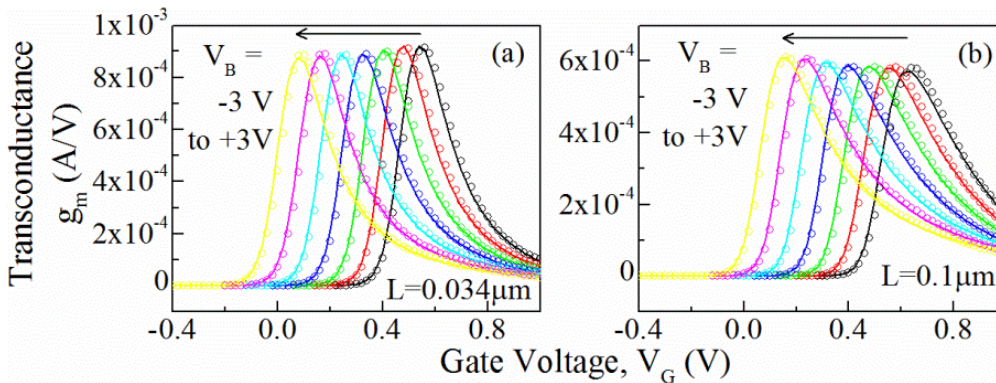 Transconductance
g_m (A/V)
1x10^-3
8x10^-4
6x10^-4
4x10^-4
2x10^-4
0
V_B =
-3 V
to +3V
(a)
L=0.034μm
-0.4
0.0
0.4
0.8
6x10^-4
4x10^-4
2x10^-4
0
V_B =
-3 V
to +3V
(b)
L=0.1μm
-0.4
0.0
0.4
0.8
Gate Voltage, V_G (V)